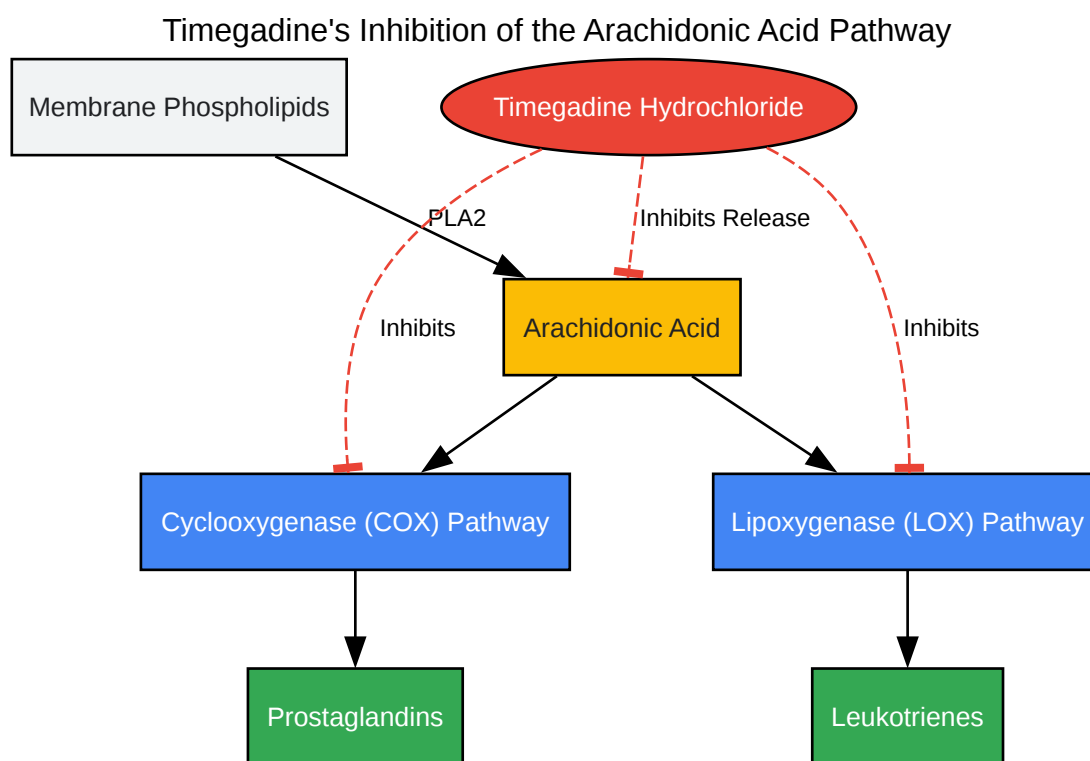 Timegadine's Inhibition of the Arachidonic Acid Pathway
Membrane Phospholipids
Timegadine Hydrochloride
PLA2
Inhibits Release
Inhibits
Arachidonic Acid
Inhibits
Cyclooxygenase (COX) Pathway
Lipoxygenase (LOX) Pathway
Prostaglandins
Leukotrienes